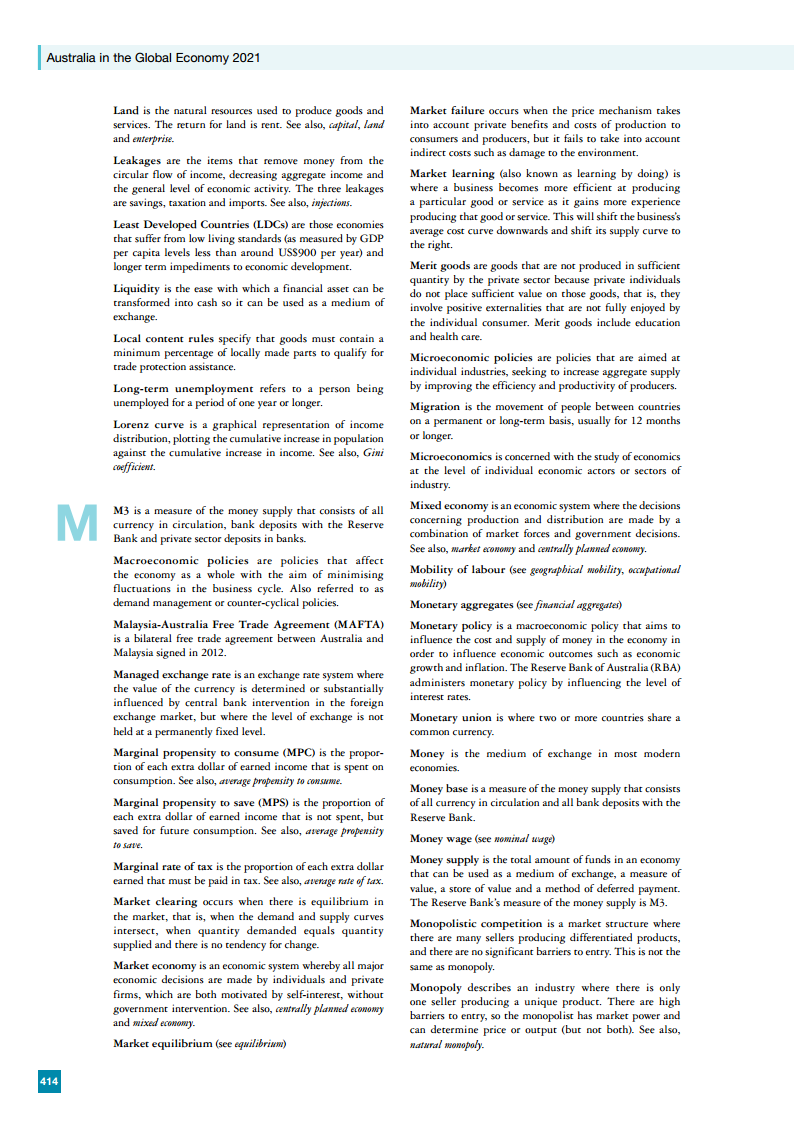 Australia in the Global Economy 2021
Land is the natural resources used to produce goods and
services. The return for land is rent. See also, capital, land
and enterprise.
Leakages are the items that remove money from the
circular flow of income, decreasing aggregate income and
the general level of economic activity. The three leakages
are savings, taxation and imports. See also, injections.
Least Developed Countries (LDCs) are those economies
that suffer from low living standards (as measured by GDP
per capita levels less than around US$900 per year) and
longer term impediments to economic development.
Liquidity is the ease with which a financial asset can be
transformed into cash so it can be used as a medium of
exchange.
Local content rules specify that goods must contain a
minimum percentage of locally made parts to qualify for
trade protection assistance.
Long-term unemployment refers to a person being
unemployed for a period of one year or longer.
Lorenz curve is a graphical representation of income
distribution, plotting the cumulative increase in population
against the cumulative increase in income. See also, Gini
coefficient.
M
M3 is a measure of the money supply that consists of all
currency in circulation, bank deposits with the Reserve
Bank and private sector deposits in banks.
Macroeconomic policies are policies that affect
the economy as a whole with the aim of minimising
fluctuations in the business cycle. Also referred to as
demand management or counter-cyclical policies.
Malaysia-Australia Free Trade Agreement (MAFTA)
is a bilateral free trade agreement between Australia and
Malaysia signed in 2012.
Managed exchange rate is an exchange rate system where
the value of the currency is determined or substantially
influenced by central bank intervention in the foreign
exchange market, but where the level of exchange is not
held at a permanently fixed level.
Marginal propensity to consume (MPC) is the propor-
tion of each extra dollar of earned income that is spent on
consumption. See also, average propensity to consume.
Marginal propensity to save (MPS) is the proportion of
each extra dollar of earned income that is not spent, but
saved for future consumption. See also, average propensity
to save.
Marginal rate of tax is the proportion of each extra dollar
earned that must be paid in tax. See also, average rate of tax.
Market clearing occurs when there is equilibrium in
the market, that is, when the demand and supply curves
intersect, when quantity demanded equals quantity
supplied and there is no tendency for change.
Market economy is an economic system whereby all major
economic decisions are made by individuals and private
firms, which are both motivated by self-interest, without
government intervention. See also, centrally planned economy
and mixed economy.
Market equilibrium (see equilibrium)
Market failure occurs when the price mechanism takes
into account private benefits and costs of production to
consumers and producers, but it fails to take into account
indirect costs such as damage to the environment.
Market learning (also known as learning by doing) is
where a business becomes more efficient at producing
a particular good or service as it gains more experience
producing that good or service. This will shift the business's
average cost curve downwards and shift its supply curve to
the right.
Merit goods are goods that are not produced in sufficient
quantity by the private sector because private individuals
do not place sufficient value on those goods, that is, they
involve positive externalities that are not fully enjoyed by
the individual consumer. Merit goods include education
and health care.
Microeconomic policies are policies that are aimed at
individual industries, seeking to increase aggregate supply
by improving the efficiency and productivity of producers.
Migration is the movement of people between countries
on a permanent or long-term basis, usually for 12 months
or longer.
Microeconomics is concerned with the study of economics
at the level of individual economic actors or sectors of
industry.
Mixed economy is an economic system where the decisions
concerning production and distribution are made by a
combination of market forces and government decisions.
See also, market economy and centrally planned economy.
Mobility of labour (see geographical mobility, occupational
mobility)
Monetary aggregates (see financial aggregates)
Monetary policy is a macroeconomic policy that aims to
influence the cost and supply of money in the economy in
order to influence economic outcomes such as economic
growth and inflation. The Reserve Bank of Australia (RBA)
administers monetary policy by influencing the level of
interest rates.
Monetary union is where two or more countries share a
common currency.
Money is the medium of exchange in most modern
economies.
Money base is a measure of the money supply that consists
of all currency in circulation and all bank deposits with the
Reserve Bank.
Money wage (see nominal wage)
Money supply is the total amount of funds in an economy
that can be used as a medium of exchange, a measure of
value, a store of value and a method of deferred payment.
The Reserve Bank's measure of the money supply is M3.
Monopolistic competition is a market structure where
there are many sellers producing differentiated products,
and there are no significant barriers to entry. This is not the
same as monopoly.
Monopoly describes an industry where there is only
one seller producing a unique product. There are high
barriers to entry, so the monopolist has market power and
can determine price or output (but not both). See also,
natural monopoly.
414